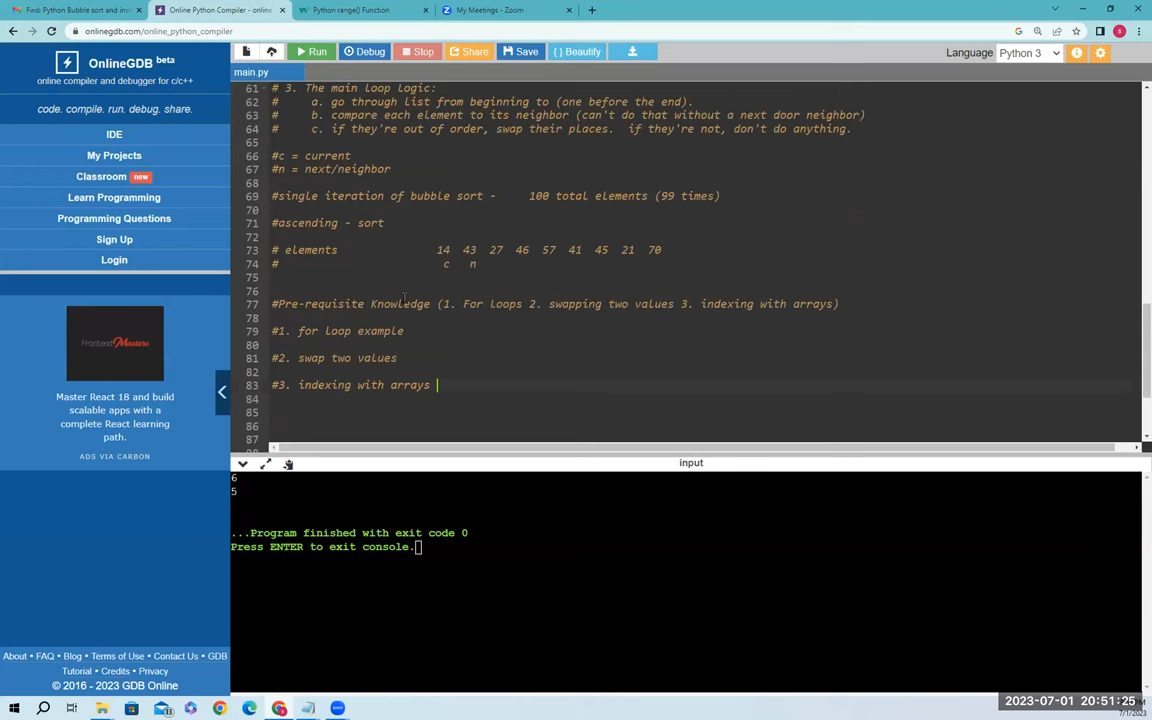 Fwd: Python Bubble sort and inse
Online Python Compiler - online
Python range() Function
My Meetings - Zoom
onlinegdb.com/online_python_compiler
OnlineGDB beta
online compiler and debugger for c/c++
code. compile. run. debug. share.
IDE
My Projects
Classroom new
Learn Programming
Programming Questions
Sign Up
Login
Frontend Masters
Master React 18 and build
scalable apps with a
complete React learning
path.
ADS VIA CARBON
About • FAQ • Blog • Terms of Use • Contact Us • GDB
Tutorial • Credits • Privacy
© 2016 - 2023 GDB Online
Run Debug Stop Share Save { } Beautify
Language Python 3
main.py
61 # 3. The main loop logic:
62 # a. go through list from beginning to (one before the end).
63 # b. compare each element to its neighbor (can't do that without a next door neighbor)
64 # c. if they're out of order, swap their places. if they're not, don't do anything.
65
66 #c = current
67 #n = next/neighbor
68
69 #single iteration of bubble sort - 100 total elements (99 times)
70
71 #ascending - sort
72
73 # elements 14 43 27 46 57 41 45 21 70
74 # c n
75
76
77 #Pre-requisite Knowledge (1. For loops 2. swapping two values 3. indexing with arrays)
78
79 #1. for loop example
80
81 #2. swap two values
82
83 #3. indexing with arrays
84
85
86
87
input
6
5
...Program finished with exit code 0
Press ENTER to exit console.
2023-07-01 20:51:25
7/1/2023